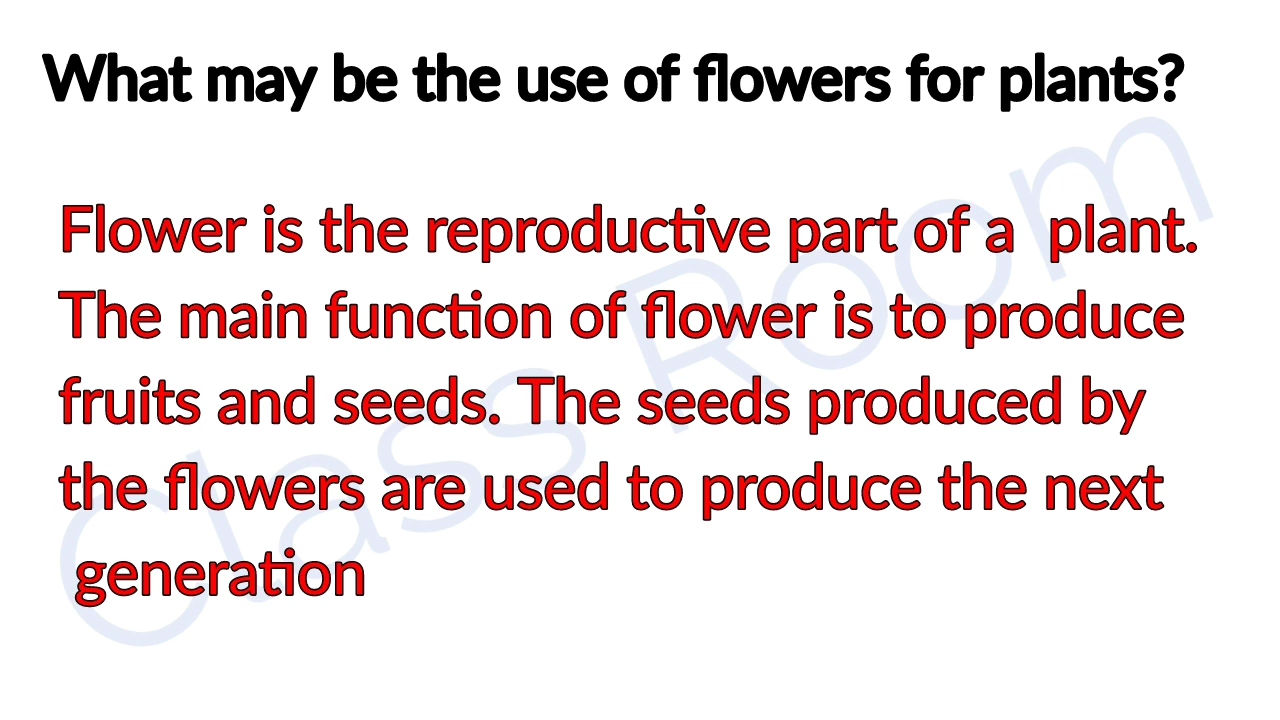 What may be the use of flowers for plants?
Flower is the reproductive part of a plant.
The main function of flower is to produce
fruits and seeds. The seeds produced by
the flowers are used to produce the next
generation
Class Room